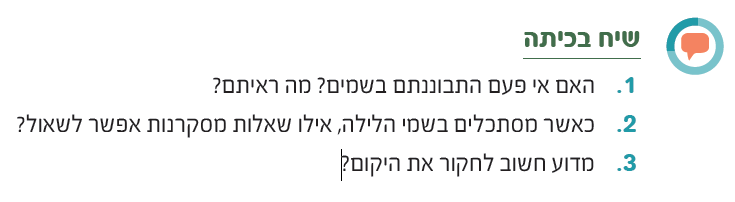 שיח בכיתה
1. האם אי פעם התבוננתם בשמים? מה ראיתם?
2. כאשר מסתכלים בשמי הלילה, אילו שאלות מסקרנות אפשר לשאול?
3. מדוע חשוב לחקור את היקום?